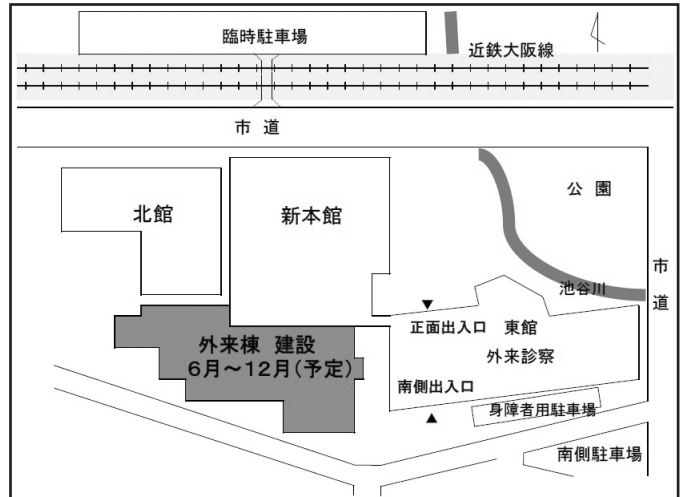 臨時駐車場
近鉄大阪線
市 道
公 園
北館
新本館
市
道
池谷川
正面出入口
東館
外来診察
外来棟 建設
6月～12月(予定)
南側出入口
身障者用駐車場
南側駐車場